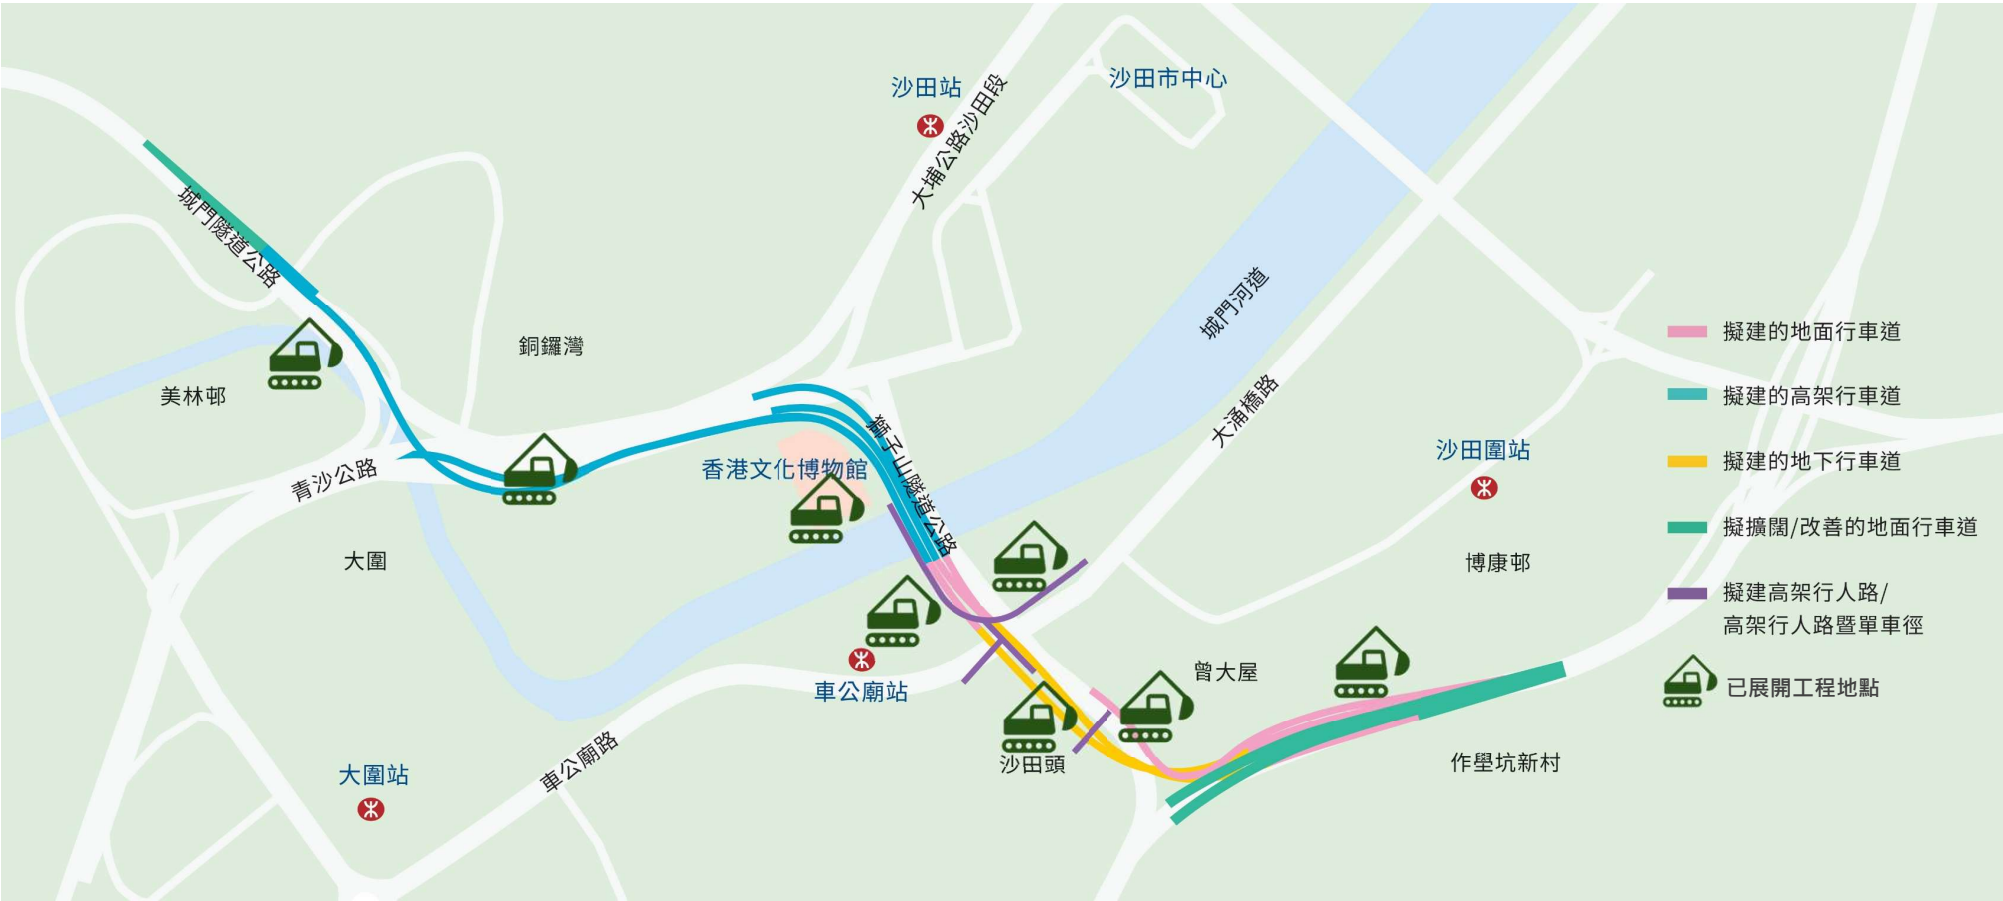 沙田站
大埔公路沙田段
沙田市中心
城門隧道公路
城門河道
銅鑼灣
美林邨
擬建的地面行車道
擬建的高架行車道
擬建的地下行車道
擬擴闊/改善的地面行車道
擬建高架行人路/
高架行人路暨單車徑
已展開工程地點
大涌橋路
獅子山隧道公路
沙田圍站
香港文化博物館
青沙公路
大圍
博康邨
車公廟站
曾大屋
沙田頭
作壆坑新村
車公廟路
大圍站